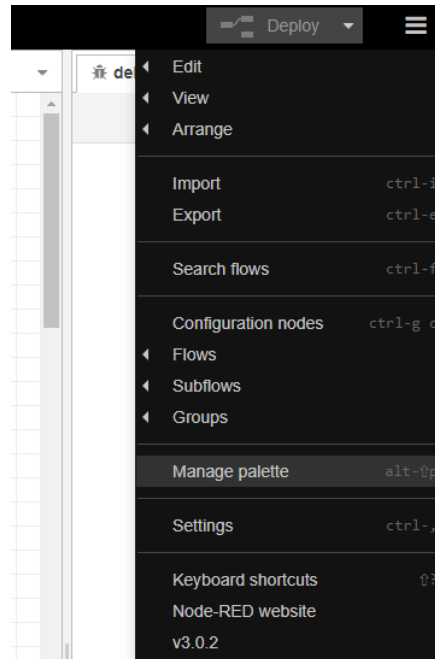 Deploy
de
Edit
View
Arrange
Import ctrl-i
Export ctrl-e
Search flows ctrl-f
Configuration nodes ctrl-g c
Flows
Subflows
Groups
Manage palette alt-⇧p
Settings ctrl-,
Keyboard shortcuts ⇧?
Node-RED website
v3.0.2